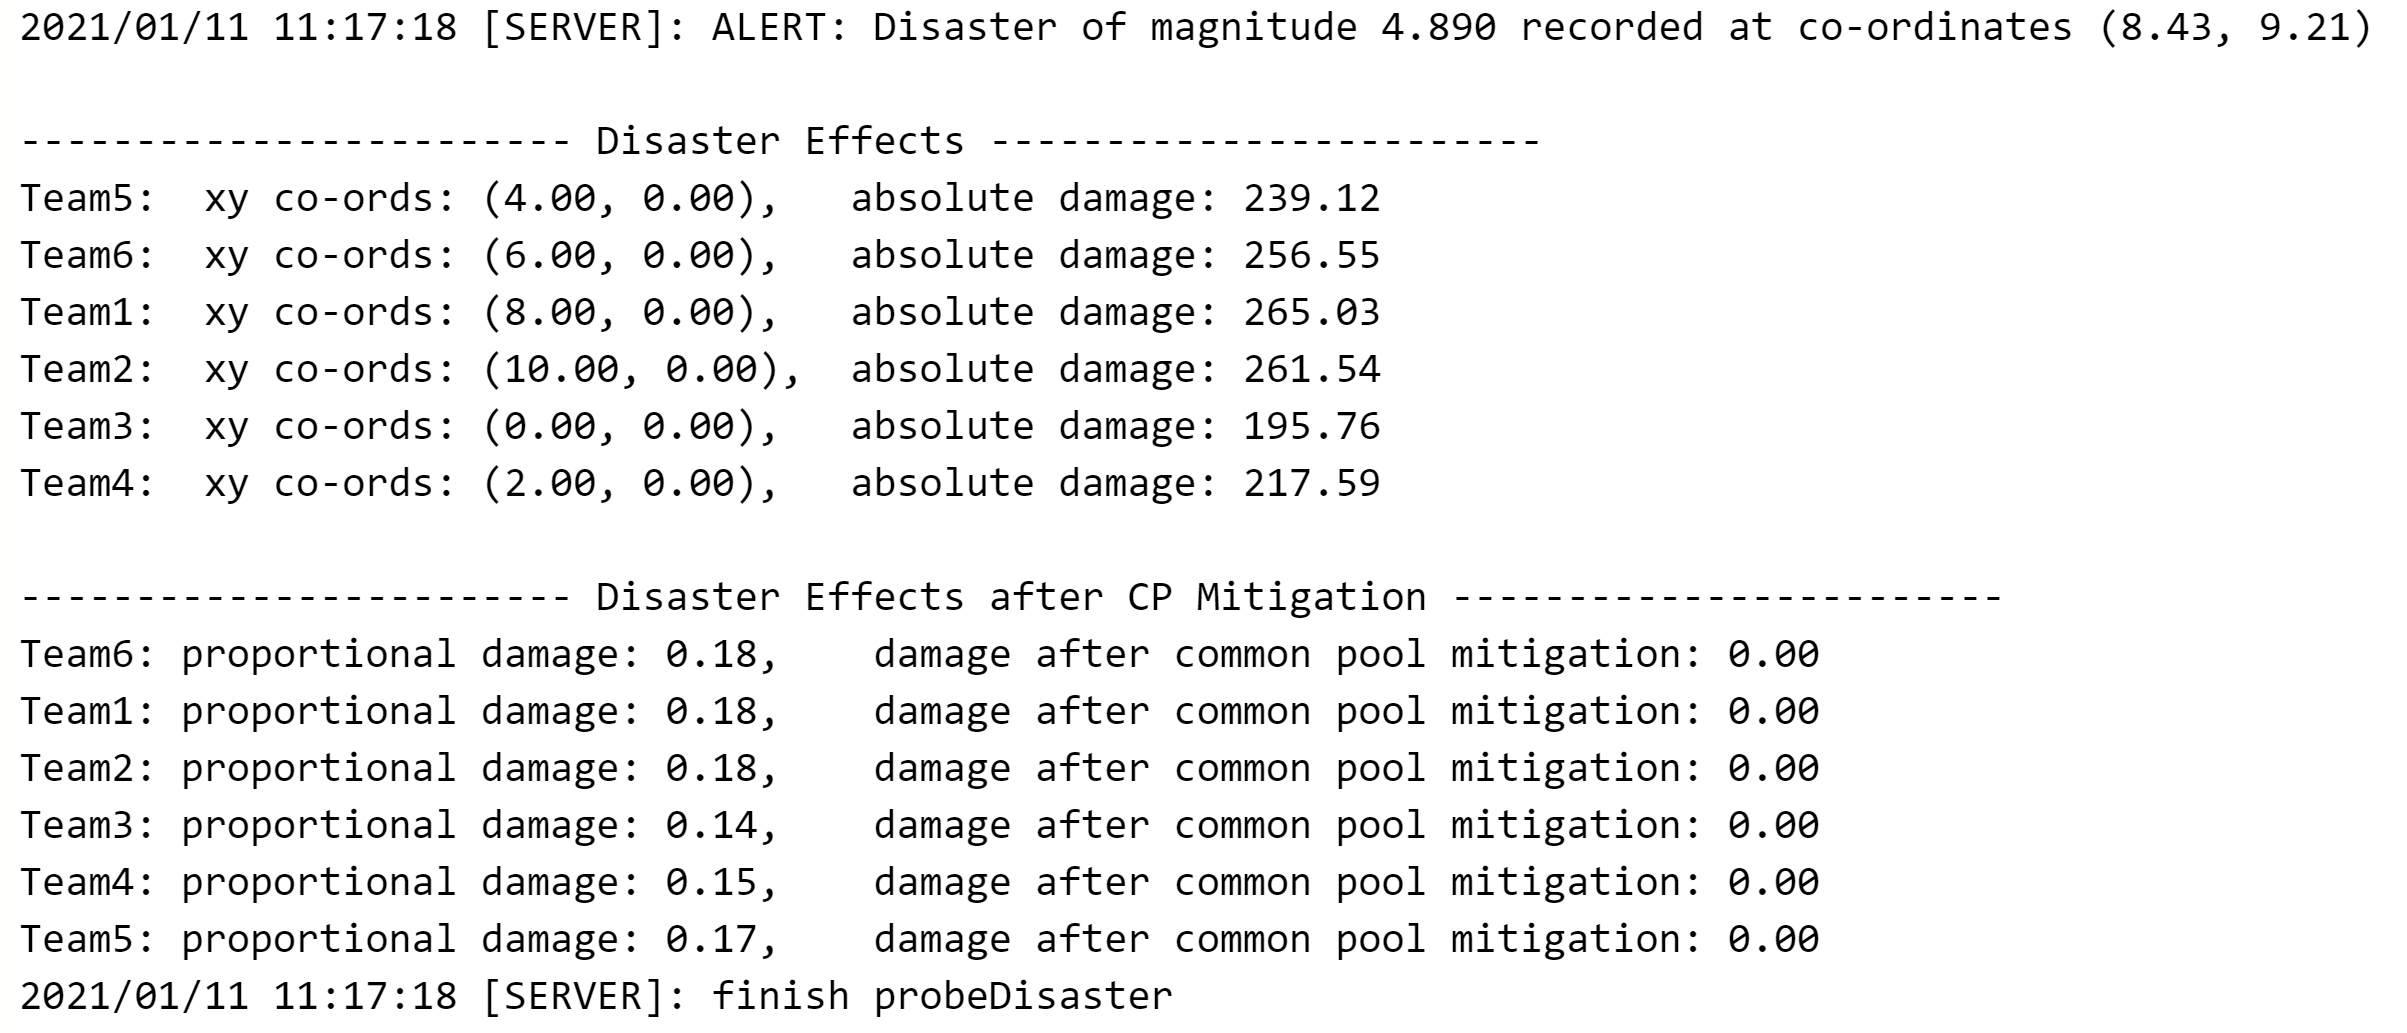 2021/01/11 11:17:18 [SERVER]: ALERT: Disaster of magnitude 4.890 recorded at co-ordinates (8.43, 9.21)
------------------------ Disaster Effects ------------------------
Team5:  xy co-ords: (4.00, 0.00),   absolute damage: 239.12
Team6:  xy co-ords: (6.00, 0.00),   absolute damage: 256.55
Team1:  xy co-ords: (8.00, 0.00),   absolute damage: 265.03
Team2:  xy co-ords: (10.00, 0.00),  absolute damage: 261.54
Team3:  xy co-ords: (0.00, 0.00),   absolute damage: 195.76
Team4:  xy co-ords: (2.00, 0.00),   absolute damage: 217.59
------------------------ Disaster Effects after CP Mitigation ------------------------
Team6: proportional damage: 0.18,    damage after common pool mitigation: 0.00
Team1: proportional damage: 0.18,    damage after common pool mitigation: 0.00
Team2: proportional damage: 0.18,    damage after common pool mitigation: 0.00
Team3: proportional damage: 0.14,    damage after common pool mitigation: 0.00
Team4: proportional damage: 0.15,    damage after common pool mitigation: 0.00
Team5: proportional damage: 0.17,    damage after common pool mitigation: 0.00
2021/01/11 11:17:18 [SERVER]: finish probeDisaster